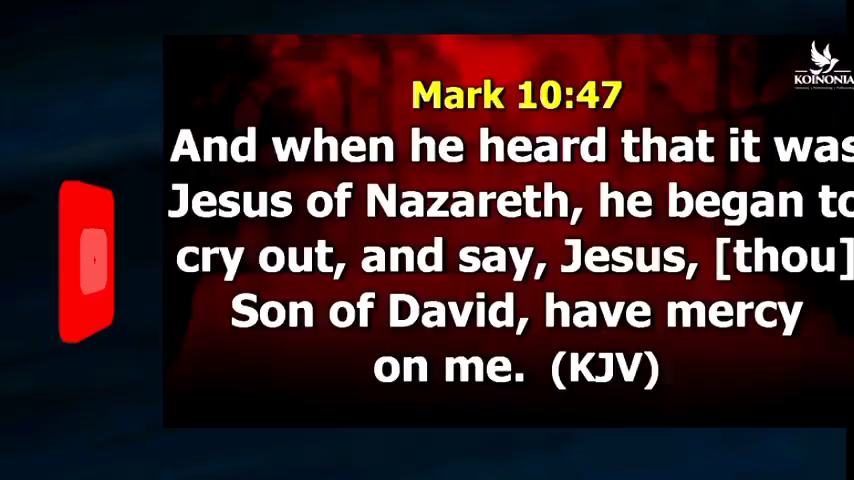 KOINONIA
Mark 10:47
And when he heard that it was
Jesus of Nazareth, he began to
cry out, and say, Jesus, [thou]
Son of David, have mercy
on me. (KJV)